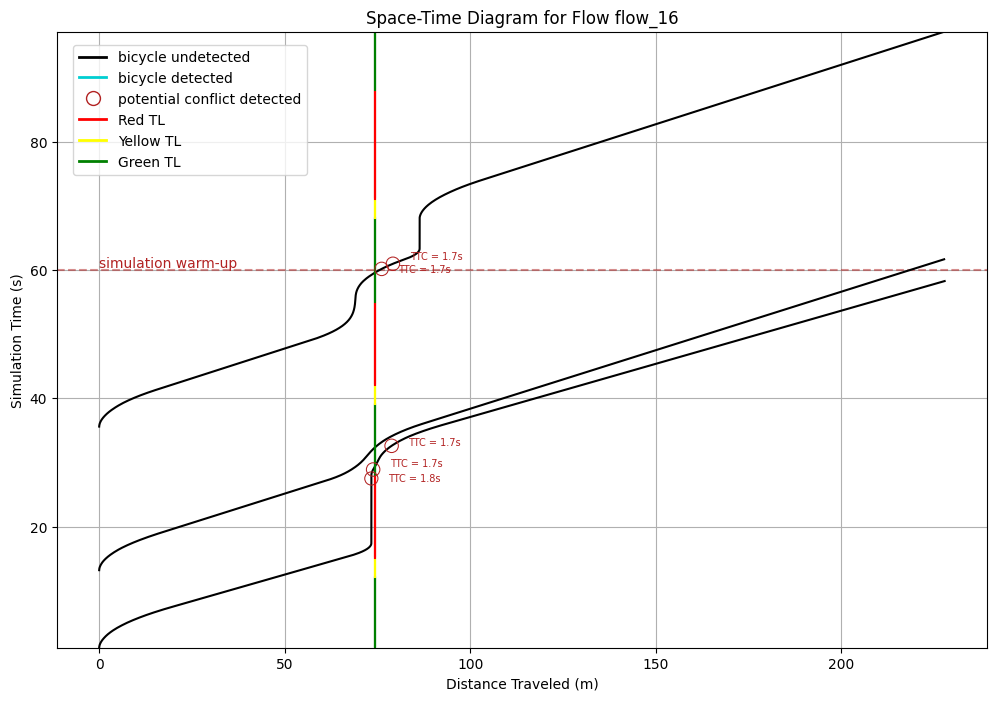 Space-Time Diagram for Flow flow_16
bicycle undetected
bicycle detected
potential conflict detected
Red TL
Yellow TL
Green TL
80
60
40
20
Simulation Time (s)
simulation warm-up
TTC = 1.7s
TTC = 1.7s
TTC = 1.7s
TTC = 1.7s
TTC = 1.8s
0
50
100
150
200
Distance Traveled (m)